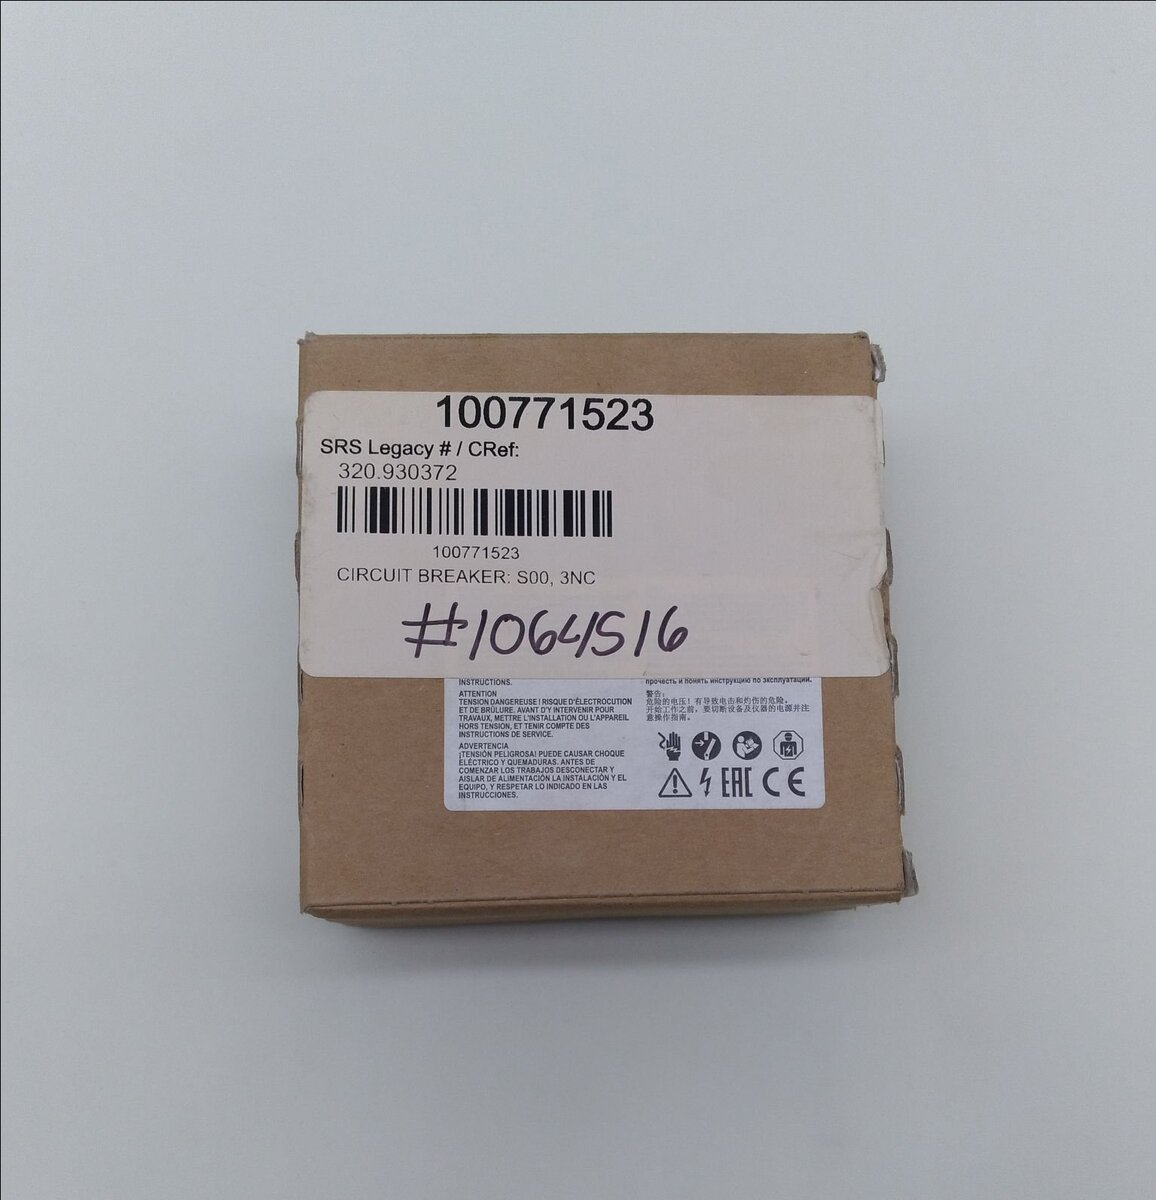 100771523
SRS Legacy # / CRef:
320.930372
100771523
CIRCUIT BREAKER: S00, 3NC
#1064516
INSTRUCTIONS.
ATTENTION
TENSION DANGEREUSE ! RISQUE D'ÉLECTROCUTION
ET DE BRÛLURE. AVANT D'Y INTERVENIR POUR
TRAVAUX, METTRE L'INSTALLATION OU L'APPAREIL
HORS TENSION, ET TENIR COMPTE DES
INSTRUCTIONS DE SERVICE.
ADVERTENCIA
¡TENSIÓN PELIGROSA! PUEDE CAUSAR CHOQUE
ELÉCTRICO Y QUEMADURAS. ANTES DE
COMENZAR LOS TRABAJOS DESCONECTAR Y
AISLAR DE ALIMENTACIÓN LA INSTALACIÓN Y EL
EQUIPO, Y RESPETAR LO INDICADO EN LAS
INSTRUCCIONES.
прочесть и понять инструкцию по эксплуатации.
警告:
危险的电压! 有导致电击和灼伤的危险。
开始工作之前，要切断设备及仪器的电源并注
意操作指南。
EAC CE